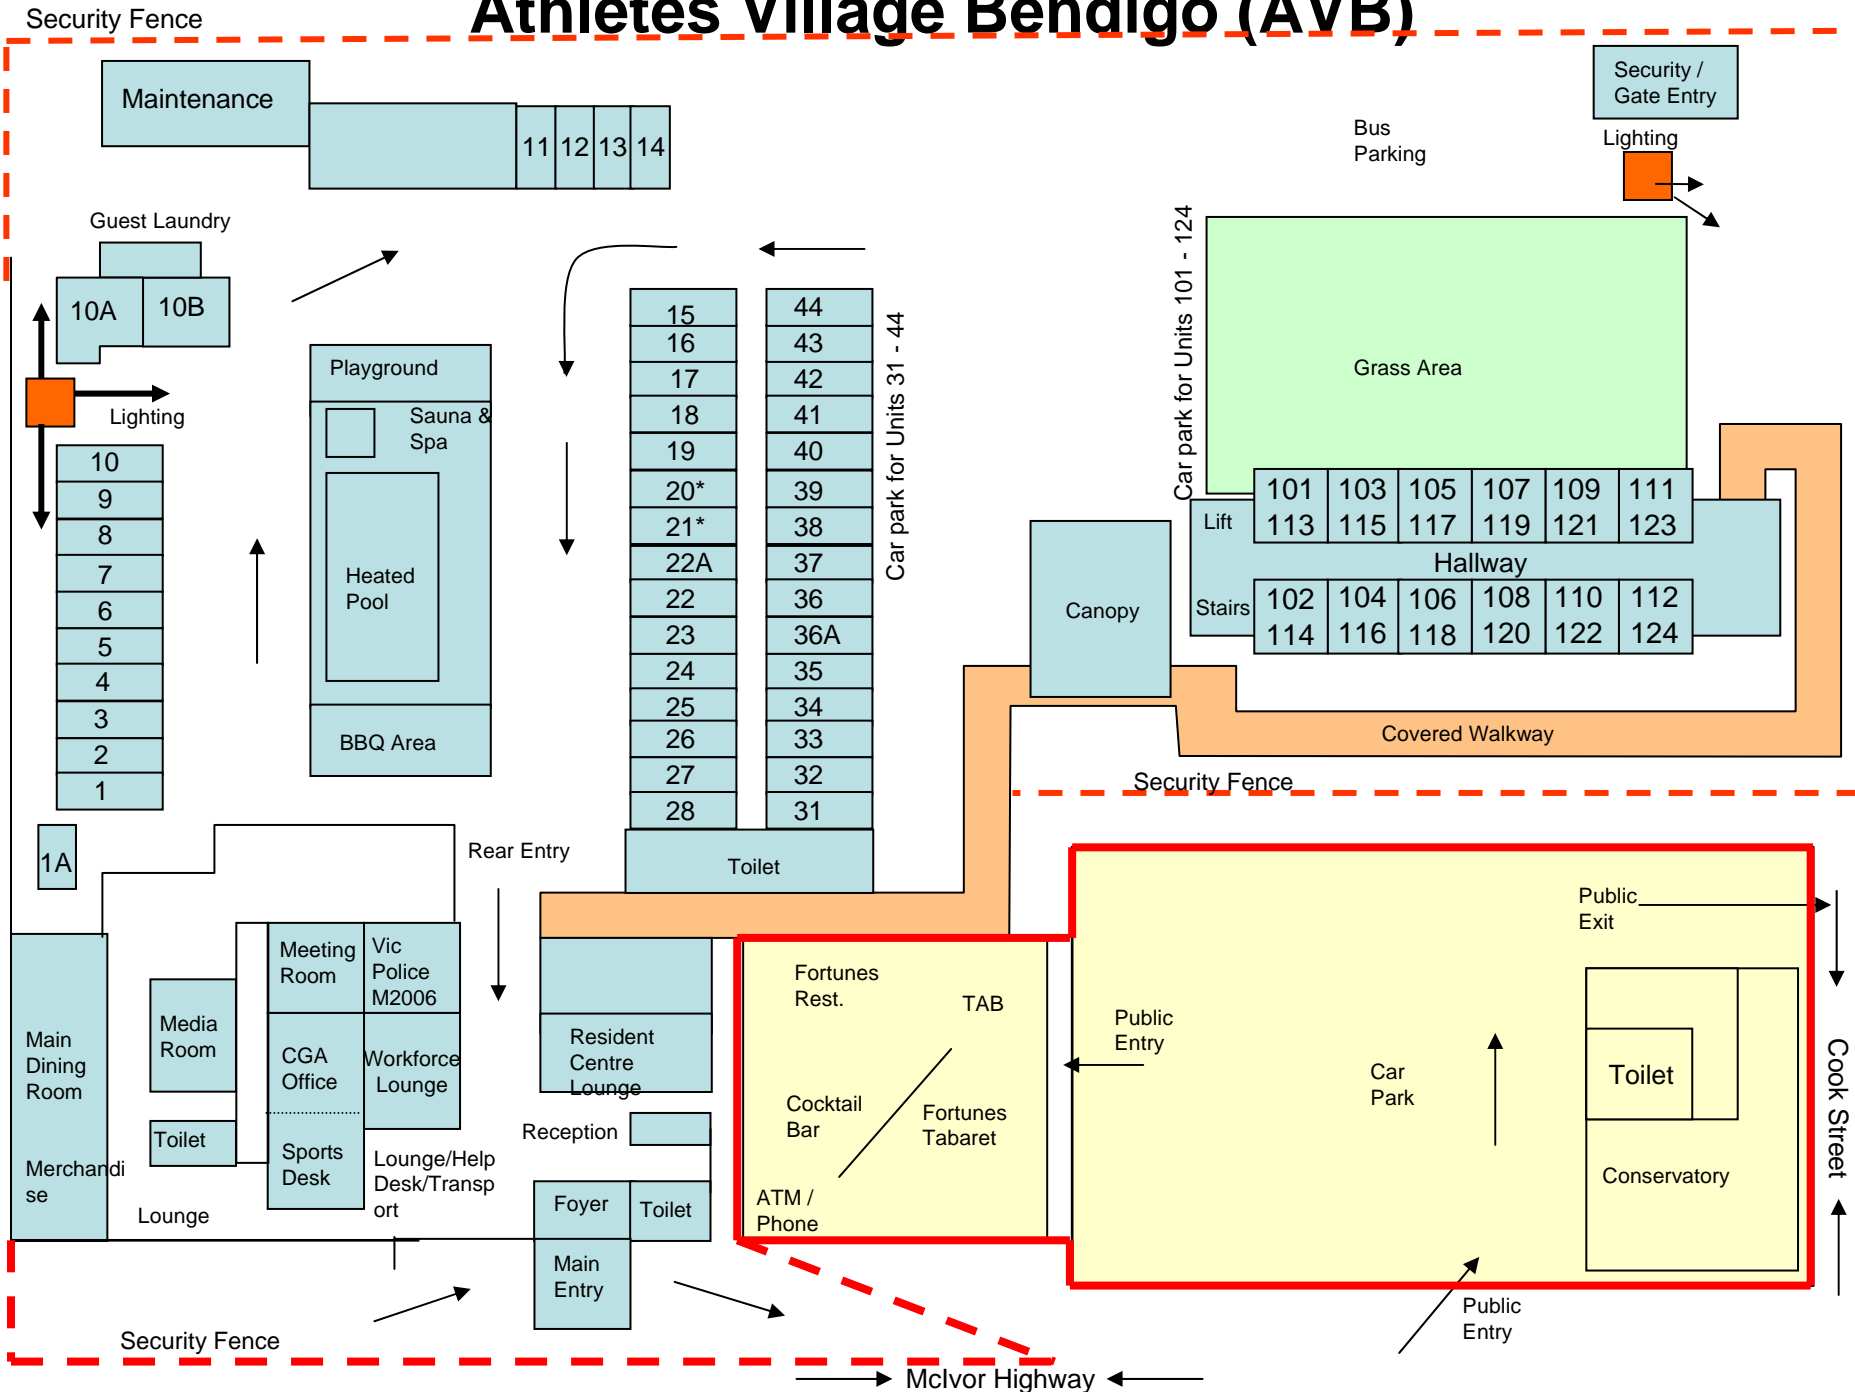 Athletes Village Bendigo (AVB)
Security Fence
Maintenance
11
12
13
14
Security /
Gate Entry
Bus
Parking
Lighting
Guest Laundry
10A
10B
Lighting
10
9
8
7
6
5
4
3
2
1
1A
Playground
Sauna &
Spa
Heated
Pool
BBQ Area
15
16
17
18
19
20*
21*
22A
22
23
24
25
26
27
28
44
43
42
41
40
39
38
37
36
36A
35
34
33
32
31
Toilet
Car park for Units 31 - 44
Car park for Units 101 - 124
Grass Area
Lift
101
113
103
115
105
117
107
119
109
121
111
123
Hallway
Stairs
102
114
104
116
106
118
108
120
110
122
112
124
Canopy
Covered Walkway
Security Fence
Rear Entry
Main
Dining
Room
Merchandi
se
Media
Room
Toilet
Lounge
Meeting
Room
Vic
Police
M2006
CGA
Office
Workforce
Lounge
Sports
Desk
Lounge/Help
Desk/Transp
ort
Resident
Centre
Lounge
Reception
Foyer
Toilet
Main
Entry
Fortunes
Rest.
TAB
Cocktail
Bar
Fortunes
Tabaret
ATM /
Phone
Public
Entry
Car
Park
Public
Exit
Toilet
Conservatory
Cook Street
Public
Entry
Security Fence
McIvor Highway